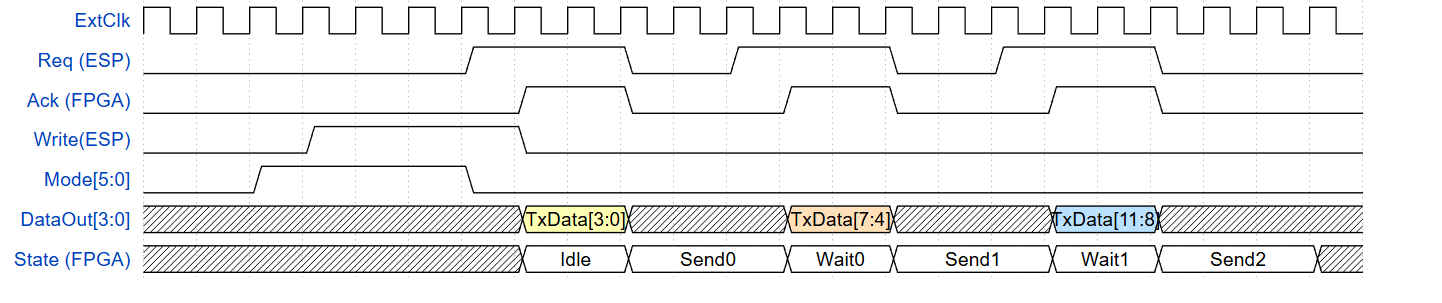 ExtClk
Req (ESP)
Ack (FPGA)
Write(ESP)
Mode[5:0]
DataOut[3:0] TxData[3:0] TxData[7:4] TxData[11:8]
State (FPGA) Idle Send0 Wait0 Send1 Wait1 Send2